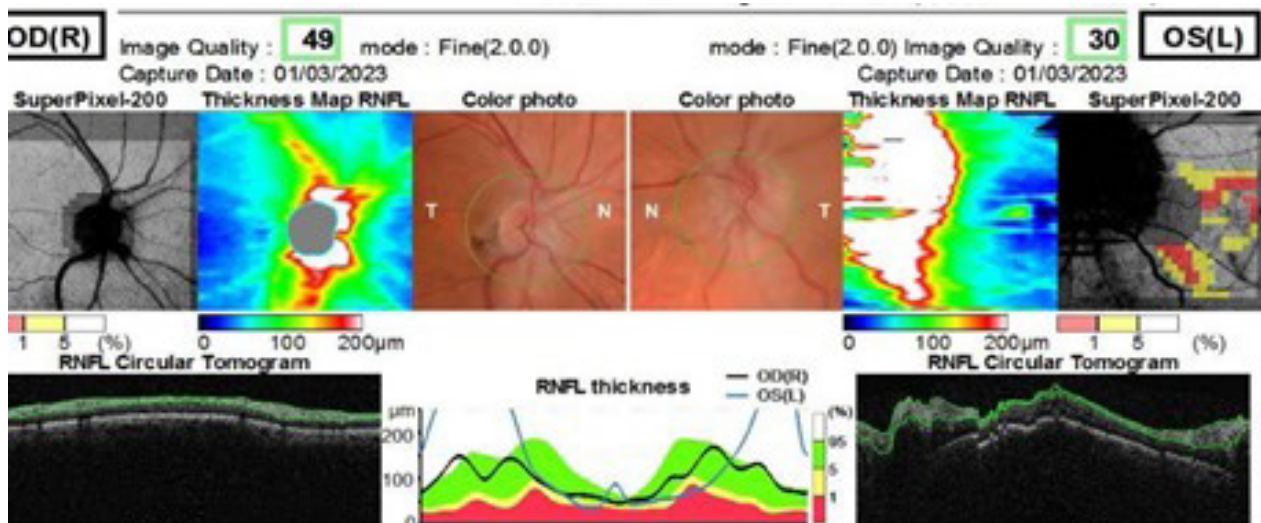 OD(R) Image Quality : 49 mode : Fine(2.0.0) mode : Fine(2.0.0) Image Quality : 30 OS(L)
Capture Date : 01/03/2023 Capture Date : 01/03/2023
SuperPixel-200 Thickness Map RNFL Color photo Color photo Thickness Map RNFL SuperPixel-200
T N N T
1 5 (%) 0 100 200μm 0 100 200μm 1 5 (%)
RNFL Circular Tomogram RNFL Circular Tomogram
RNFL thickness OD(R)
OS(L)
μm (%)
200 95
100 5
0 1